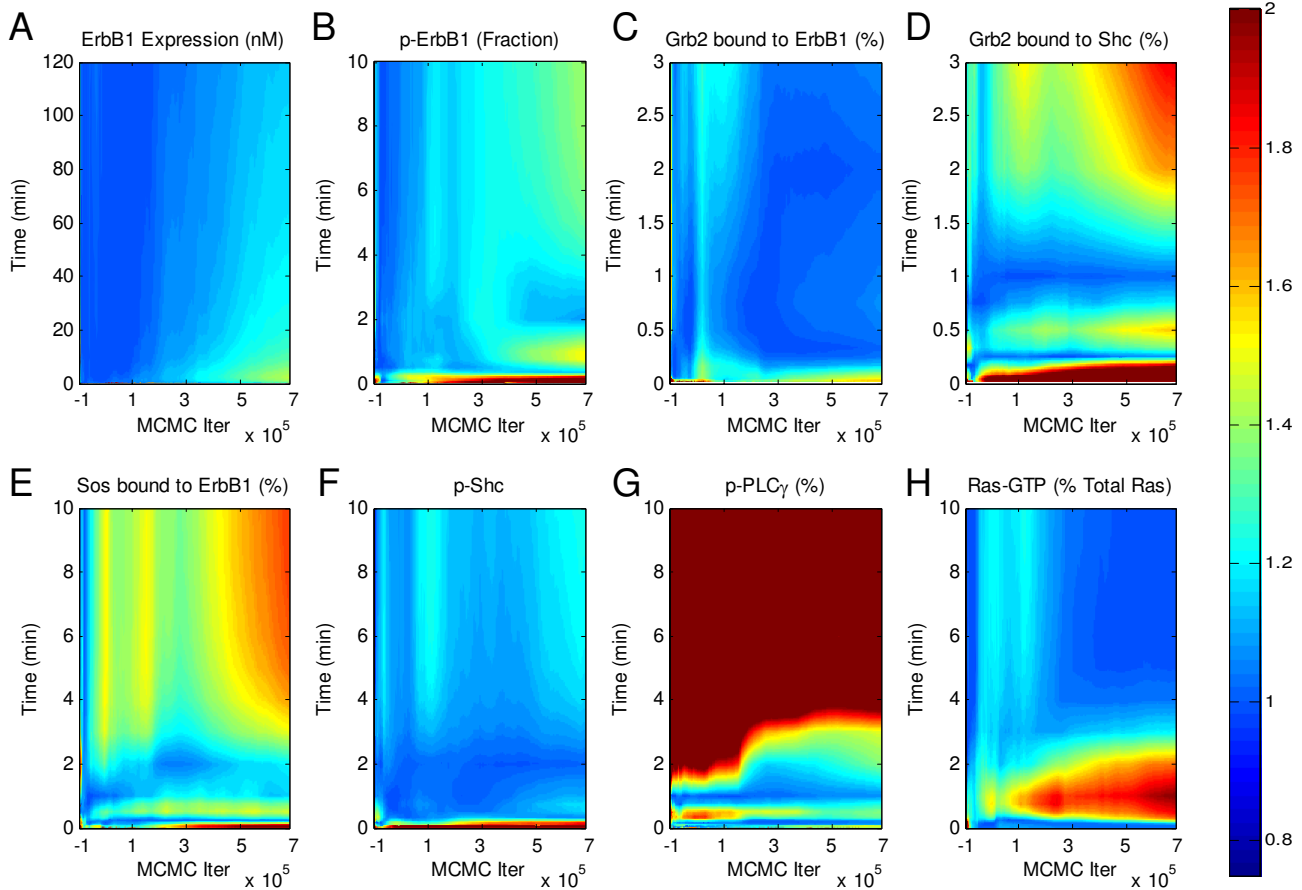 A
ErbB1 Expression (nM)
120
100
80
60
40
20
0
Time (min)
-1 1 3 5 7
MCMC Iter
x 10^5
B
p-ErbB1 (Fraction)
10
8
6
4
2
0
Time (min)
-1 1 3 5 7
MCMC Iter
x 10^5
C
Grb2 bound to ErbB1 (%)
3
2.5
2
1.5
1
0.5
0
Time (min)
-1 1 3 5 7
MCMC Iter
x 10^5
D
Grb2 bound to Shc (%)
3
2.5
2
1.5
1
0.5
0
Time (min)
-1 1 3 5 7
MCMC Iter
x 10^5
2
1.8
1.6
1.4
1.2
1
0.8
E
Sos bound to ErbB1 (%)
10
8
6
4
2
0
Time (min)
-1 1 3 5 7
MCMC Iter
x 10^5
F
p-Shc
10
8
6
4
2
0
Time (min)
-1 1 3 5 7
MCMC Iter
x 10^5
G
p-PLCγ (%)
10
8
6
4
2
0
Time (min)
-1 1 3 5 7
MCMC Iter
x 10^5
H
Ras-GTP (% Total Ras)
10
8
6
4
2
0
Time (min)
-1 1 3 5 7
MCMC Iter
x 10^5